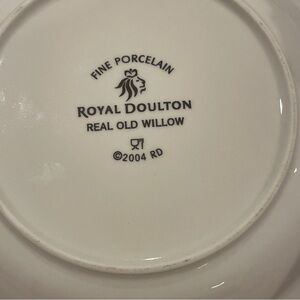 FINE PORCELAIN
ROYAL DOULTON
REAL OLD WILLOW
©2004 RD